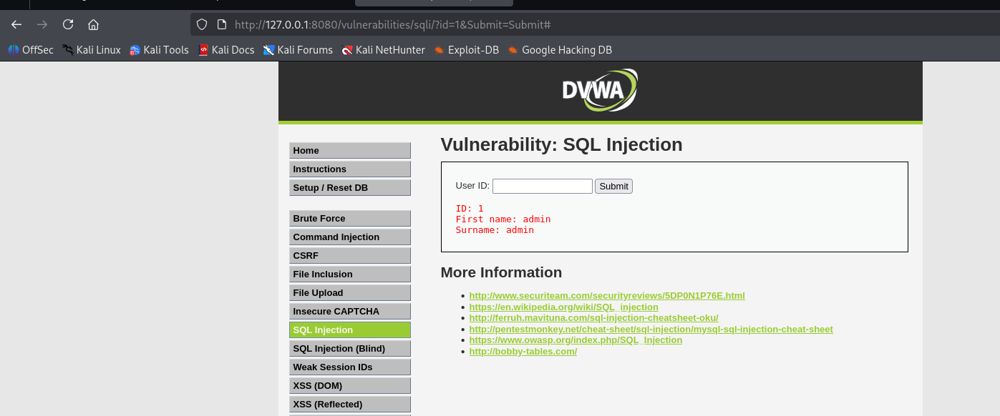 http://127.0.0.1:8080/vulnerabilities/sqli/?id=1&Submit=Submit#
OffSec Kali Linux Kali Tools Kali Docs Kali Forums Kali NetHunter Exploit-DB Google Hacking DB
DVWA
Home
Instructions
Setup / Reset DB
Brute Force
Command Injection
CSRF
File Inclusion
File Upload
Insecure CAPTCHA
SQL Injection
SQL Injection (Blind)
Weak Session IDs
XSS (DOM)
XSS (Reflected)
Vulnerability: SQL Injection
User ID: Submit
ID: 1
First name: admin
Surname: admin
More Information
http://www.securiteam.com/securityreviews/5DP0N1P76E.html
https://en.wikipedia.org/wiki/SQL_injection
http://ferruh.mavituna.com/sql-injection-cheatsheet-oku/
http://pentestmonkey.net/cheat-sheet/sql-injection/mysql-sql-injection-cheat-sheet
https://www.owasp.org/index.php/SQL_Injection
http://bobby-tables.com/